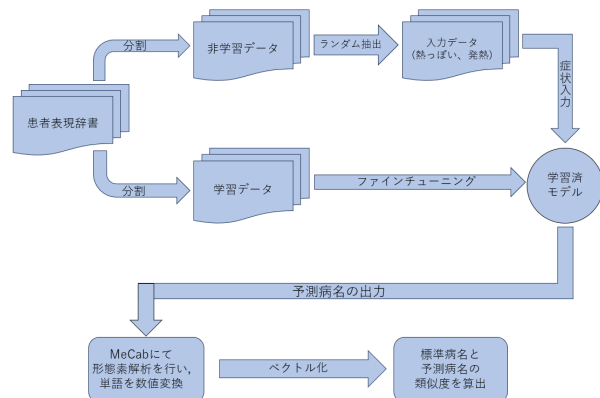 分割
非学習データ
ランダム抽出
入力データ
(熱っぽい、発熱)
症状入力
患者表現辞書
分割
学習データ
ファインチューニング
学習済
モデル
予測病名の出力
MeCabにて
形態素解析を行い,
単語を数値変換
ベクトル化
標準病名と
予測病名の
類似度を算出